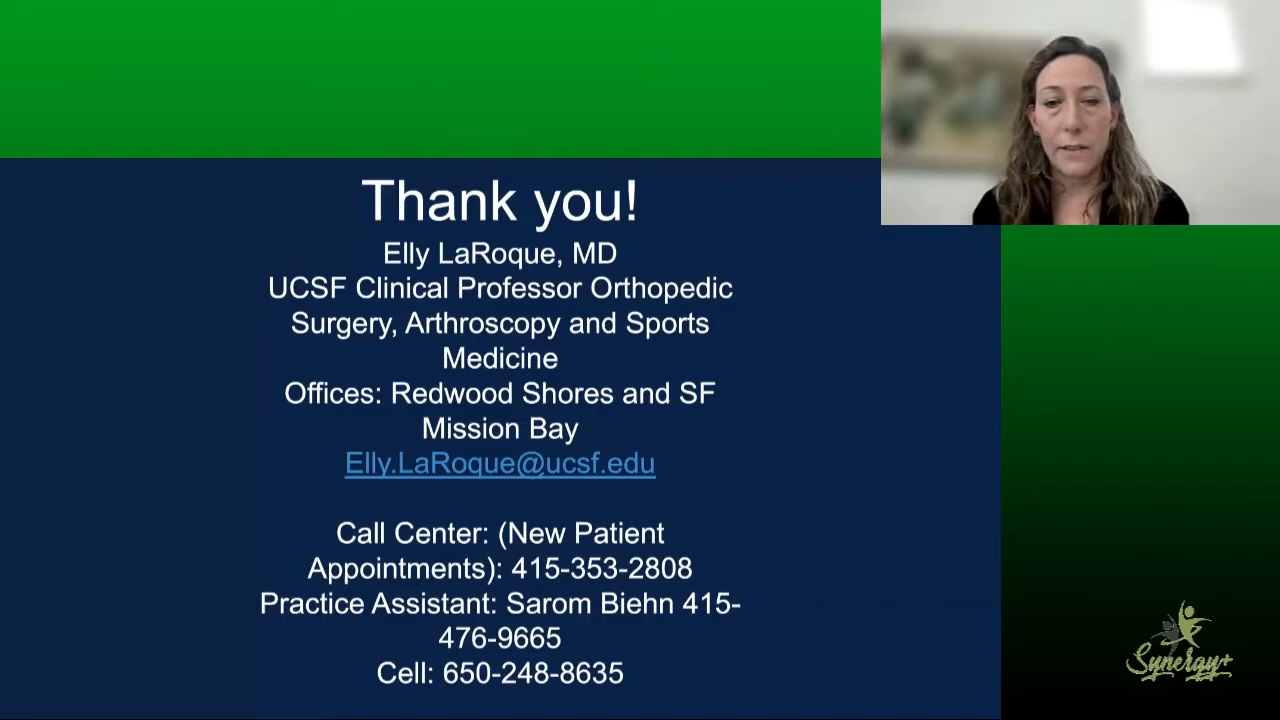 Thank you!
Elly LaRoque, MD
UCSF Clinical Professor Orthopedic
Surgery, Arthroscopy and Sports
Medicine
Offices: Redwood Shores and SF
Mission Bay
Elly.LaRoque@ucsf.edu
Call Center: (New Patient
Appointments): 415-353-2808
Practice Assistant: Sarom Biehn 415-
476-9665
Cell: 650-248-8635
Synergy+